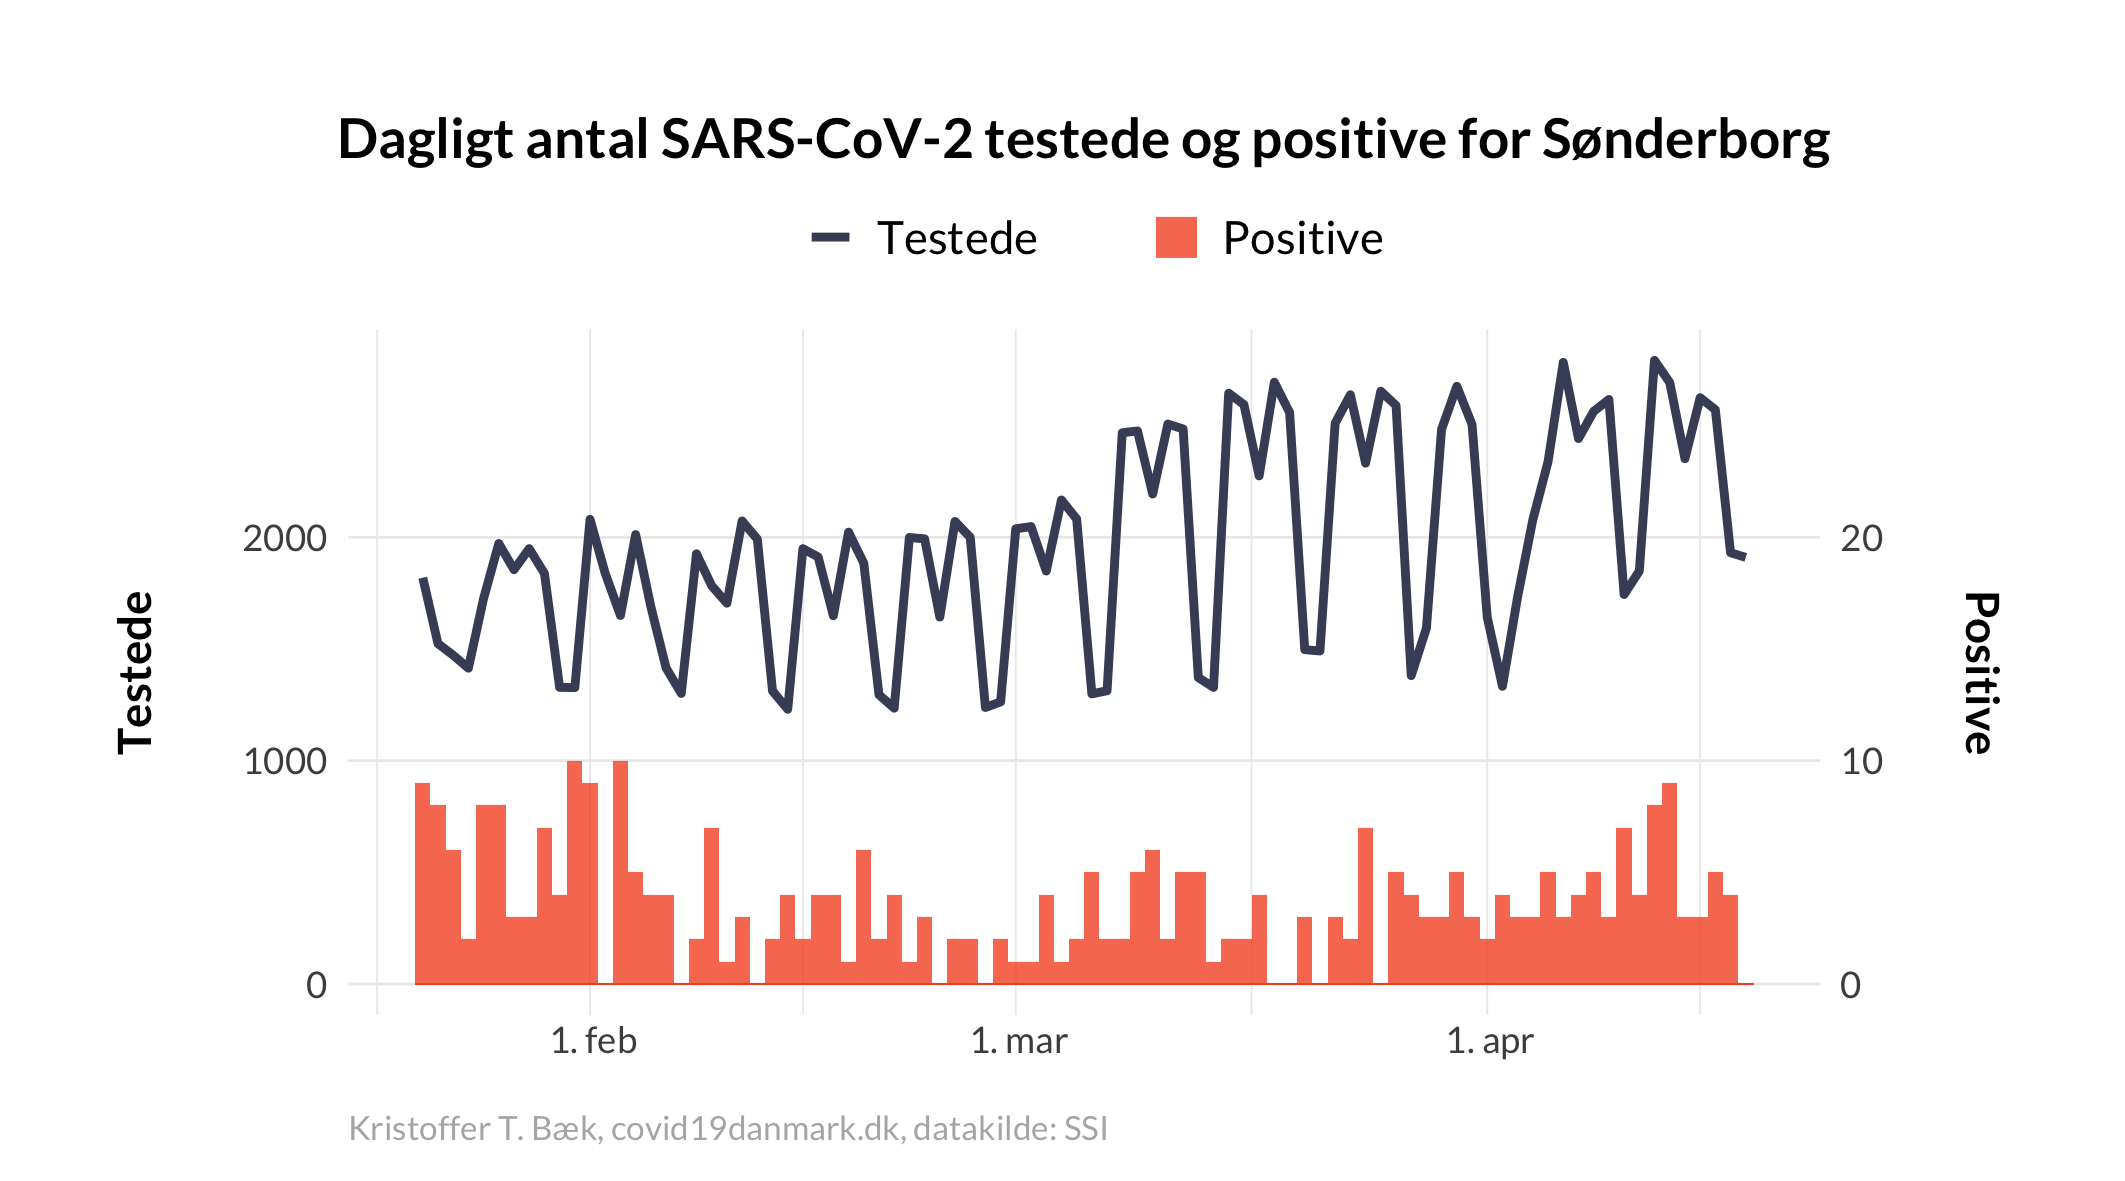 Dagligt antal SARS-CoV-2 testede og positive for Sønderborg
Testede
Positive
2000
1000
0
20
10
0
Testede
Positive
1. feb
1. mar
1. apr
Kristoffer T. Bæk, covid19danmark.dk, datakilde: SSI